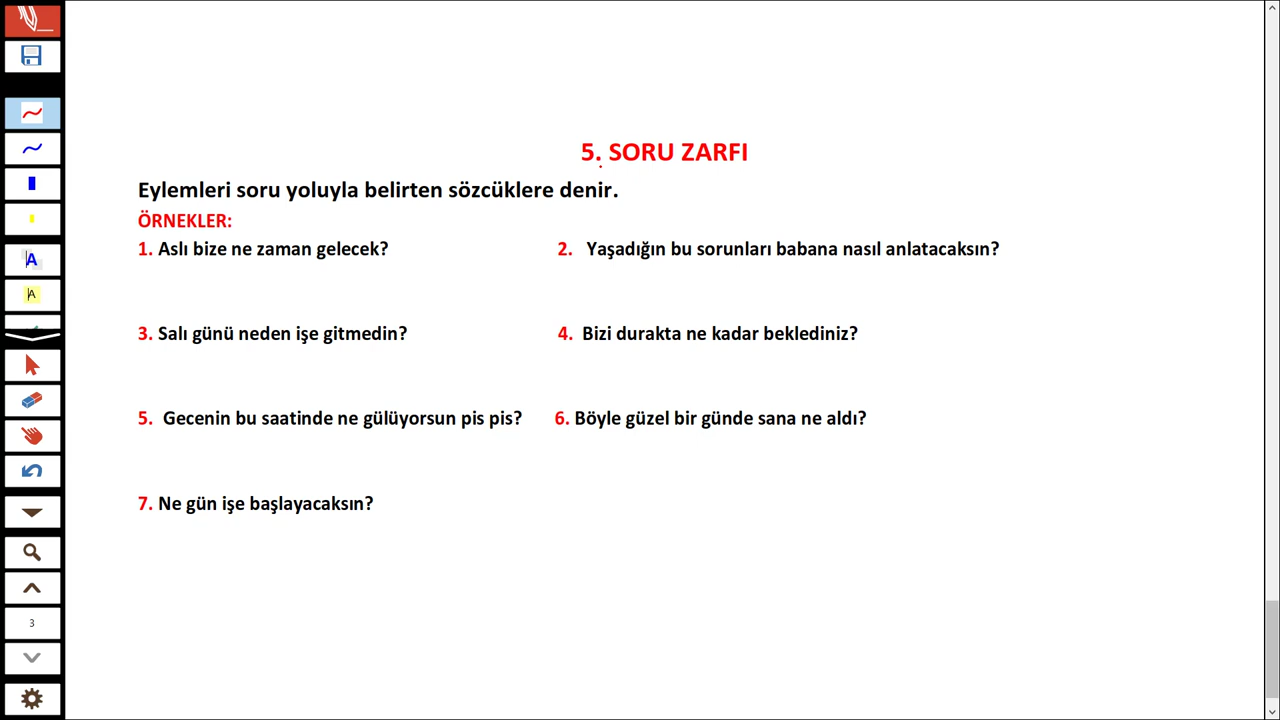 5. SORU ZARFI
Eylemleri soru yoluyla belirten sözcüklere denir.
ÖRNEKLER:
1. Aslı bize ne zaman gelecek? 2. Yaşadığın bu sorunları babana nasıl anlatacaksın?
3. Salı günü neden işe gitmedin? 4. Bizi durakta ne kadar beklediniz?
5. Gecenin bu saatinde ne gülüyorsun pis pis? 6. Böyle güzel bir günde sana ne aldı?
7. Ne gün işe başlayacaksın?
A
A
3